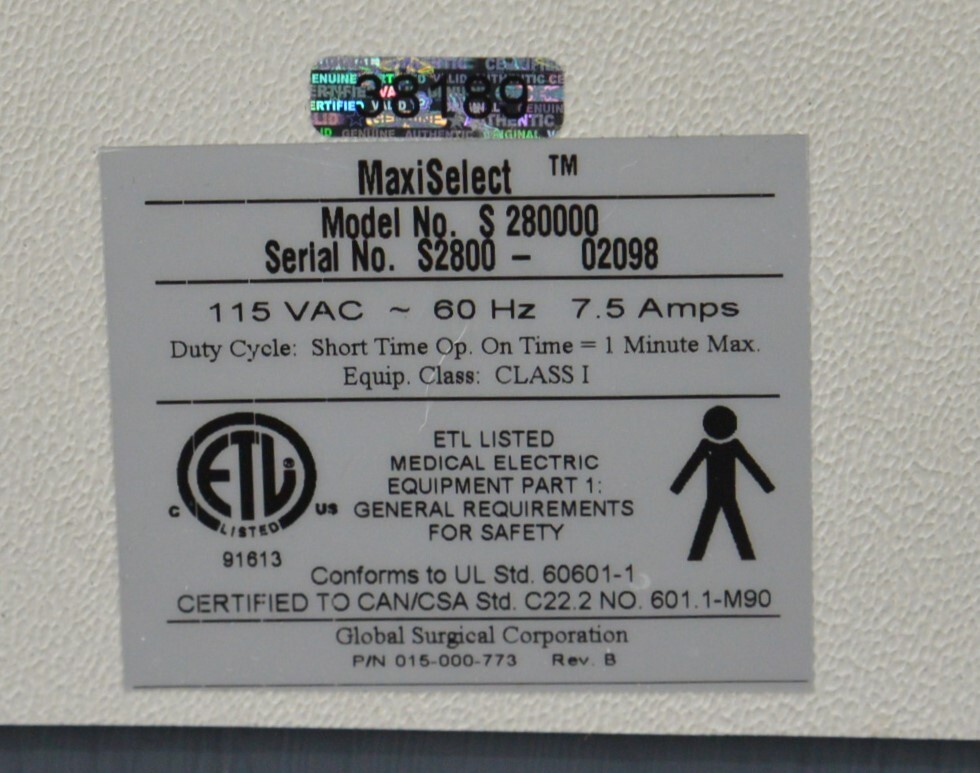 38189
MaxiSelect ™
Model No. S 280000
Serial No. S2800 – 02098
115 VAC ~ 60 Hz 7.5 Amps
Duty Cycle: Short Time Op. On Time = 1 Minute Max.
Equip. Class: CLASS I
ETL ®
LISTED
C US
91613
ETL LISTED
MEDICAL ELECTRIC
EQUIPMENT PART 1:
GENERAL REQUIREMENTS
FOR SAFETY
Conforms to UL Std. 60601-1
CERTIFIED TO CAN/CSA Std. C22.2 NO. 601.1-M90
Global Surgical Corporation
P/N 015-000-773 Rev. B